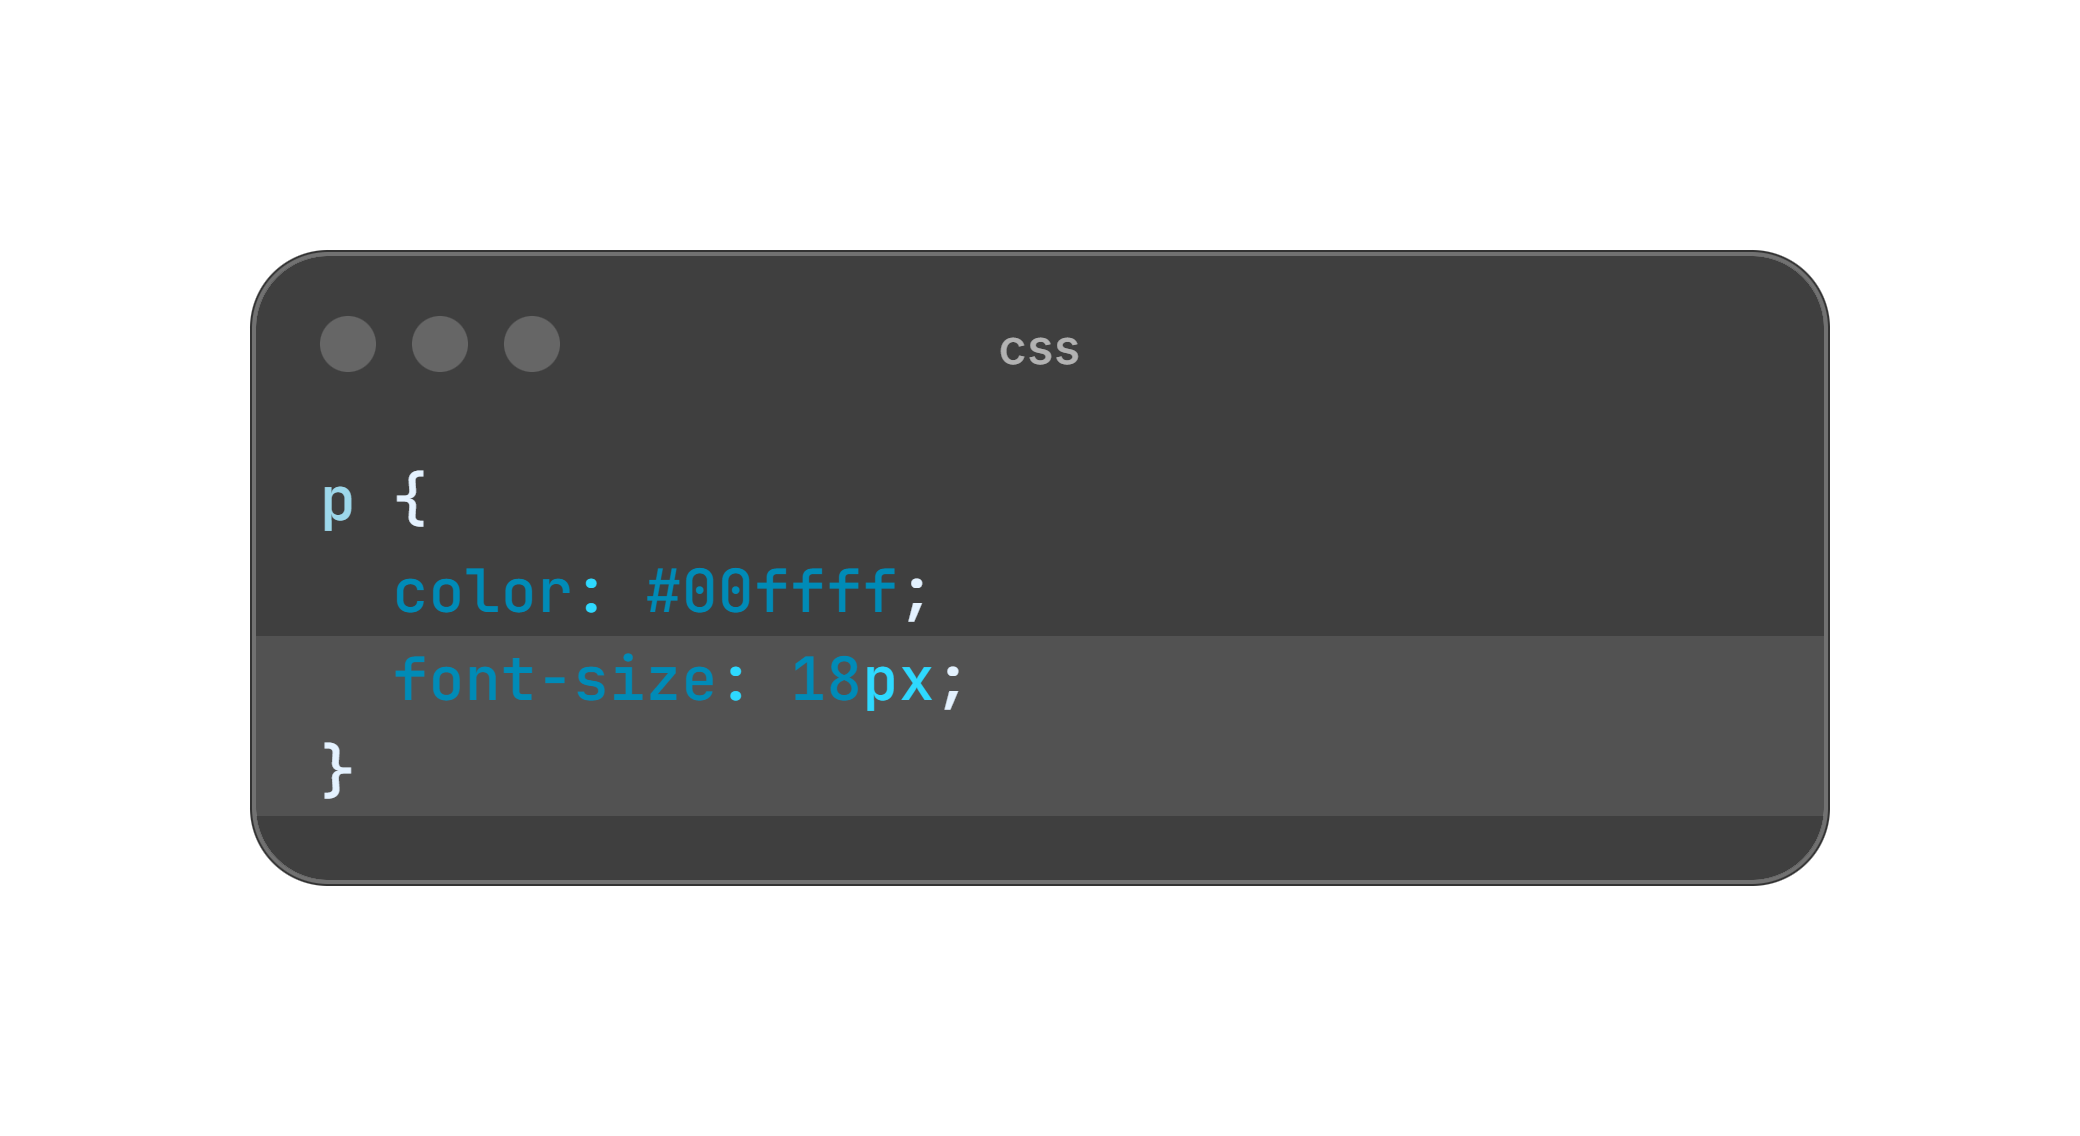 css
p {
  color: #00ffff;
  font-size: 18px;
}